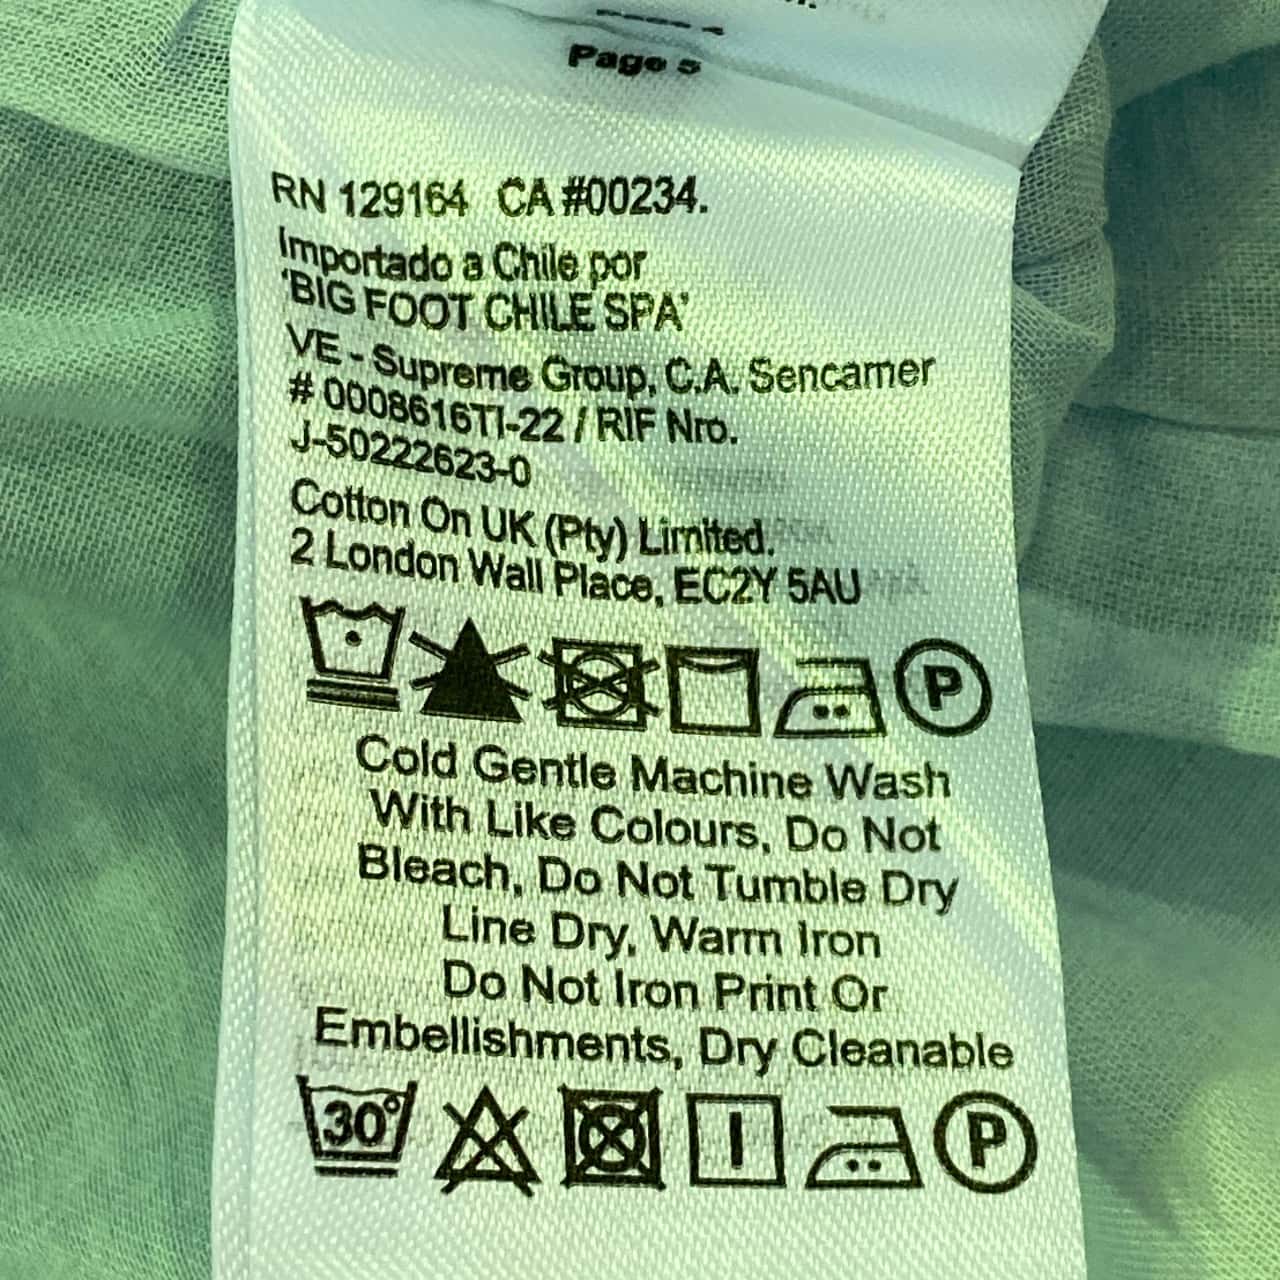 Page 5
RN 129164 CA #00234.
Importado a Chile por
'BIG FOOT CHILE SPA'
VE - Supreme Group, C.A. Sencamer
# 0008616TI-22 / RIF Nro.
J-50222623-0
Cotton On UK (Pty) Limited.
2 London Wall Place, EC2Y 5AU
P
Cold Gentle Machine Wash
With Like Colours, Do Not
Bleach, Do Not Tumble Dry
Line Dry, Warm Iron
Do Not Iron Print Or
Embellishments, Dry Cleanable
30° P